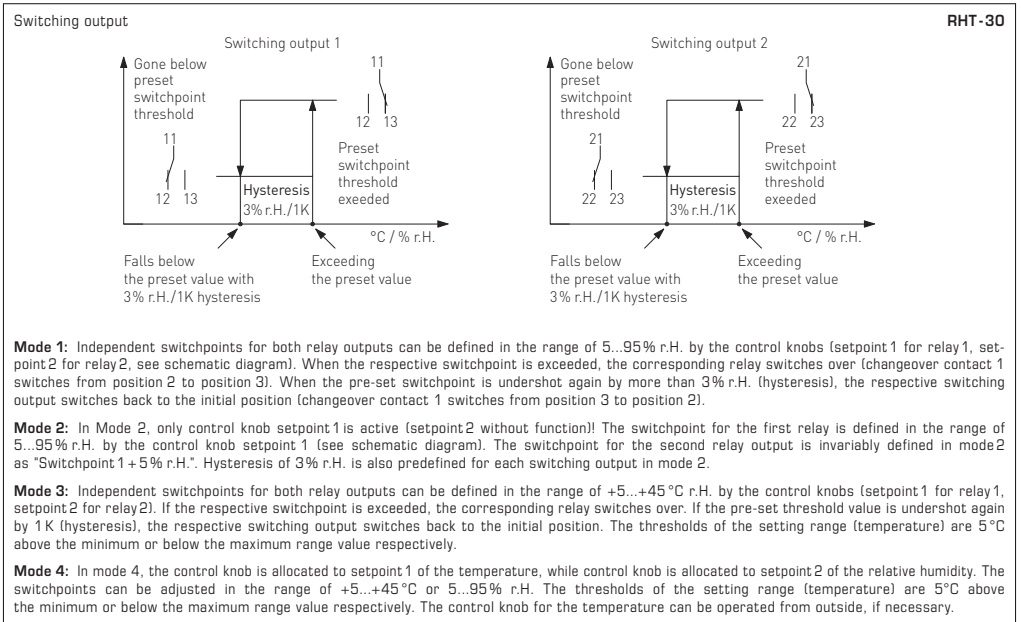 Switching output
RHT-30
Switching output 1
Gone below
preset
switchpoint
threshold
11
12 13
11
12 13
Preset
switchpoint
threshold
exeeded
Hysteresis
3% r.H./1K
°C / % r.H.
Falls below
the preset value with
3% r.H./1K hysteresis
Exceeding
the preset value
Switching output 2
Gone below
preset
switchpoint
threshold
21
22 23
21
22 23
Preset
switchpoint
threshold
exeeded
Hysteresis
3% r.H./1K
°C / % r.H.
Falls below
the preset value with
3% r.H./1K hysteresis
Exceeding
the preset value
Mode 1: Independent switchpoints for both relay outputs can be defined in the range of 5...95% r.H. by the control knobs (setpoint 1 for relay 1, set-
point 2 for relay 2, see schematic diagram). When the respective switchpoint is exceeded, the corresponding relay switches over (changeover contact 1
switches from position 2 to position 3). When the pre-set switchpoint is undershot again by more than 3% r.H. (hysteresis), the respective switching
output switches back to the initial position (changeover contact 1 switches from position 3 to position 2).
Mode 2: In Mode 2, only control knob setpoint 1 is active (setpoint 2 without function)! The switchpoint for the first relay is defined in the range of
5...95% r.H. by the control knob setpoint 1 (see schematic diagram). The switchpoint for the second relay output is invariably defined in mode 2
as "Switchpoint 1 + 5% r.H.". Hysteresis of 3% r.H. is also predefined for each switching output in mode 2.
Mode 3: Independent switchpoints for both relay outputs can be defined in the range of +5...+45°C r.H. by the control knobs (setpoint 1 for relay 1,
setpoint 2 for relay 2). If the respective switchpoint is exceeded, the corresponding relay switches over. If the pre-set threshold value is undershot again
by 1 K (hysteresis), the respective switching output switches back to the initial position. The thresholds of the setting range (temperature) are 5°C
above the minimum or below the maximum range value respectively.
Mode 4: In mode 4, the control knob is allocated to setpoint 1 of the temperature, while control knob is allocated to setpoint 2 of the relative humidity. The
switchpoints can be adjusted in the range of +5...+45°C or 5...95% r.H. The thresholds of the setting range (temperature) are 5°C above
the minimum or below the maximum range value respectively. The control knob for the temperature can be operated from outside, if necessary.